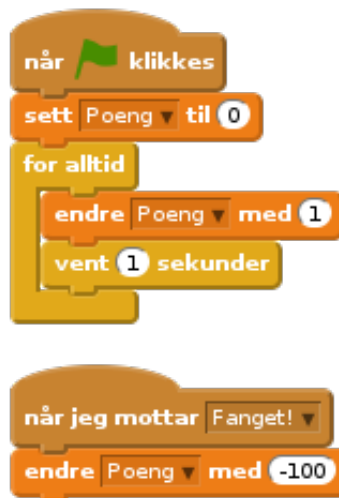 når klikkes
sett Poeng til 0
for alltid
endre Poeng med 1
vent 1 sekunder
når jeg mottar Fanget!
endre Poeng med -100